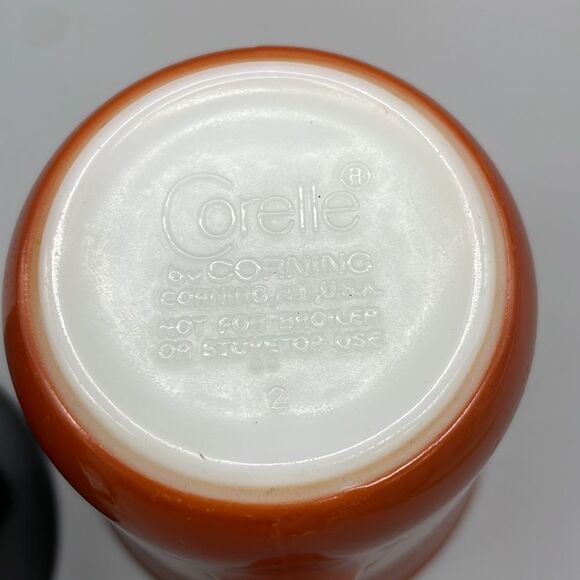 Corelle®
BY CORNING
CORNING, N.Y., U.S.A.
NOT FOR BROILER
OR STOVETOP USE
2